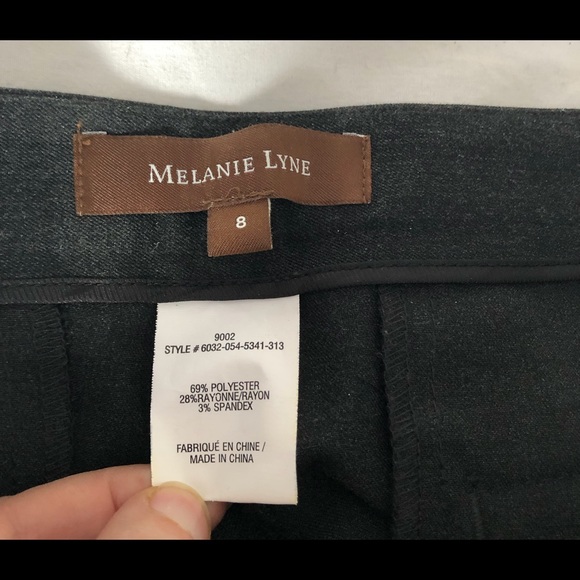 MELANIE LYNE
8
9002
STYLE # 6032-054-5341-313
69% POLYESTER
28%RAYONNE/RAYON
3% SPANDEX
FABRIQUÉ EN CHINE /
MADE IN CHINA